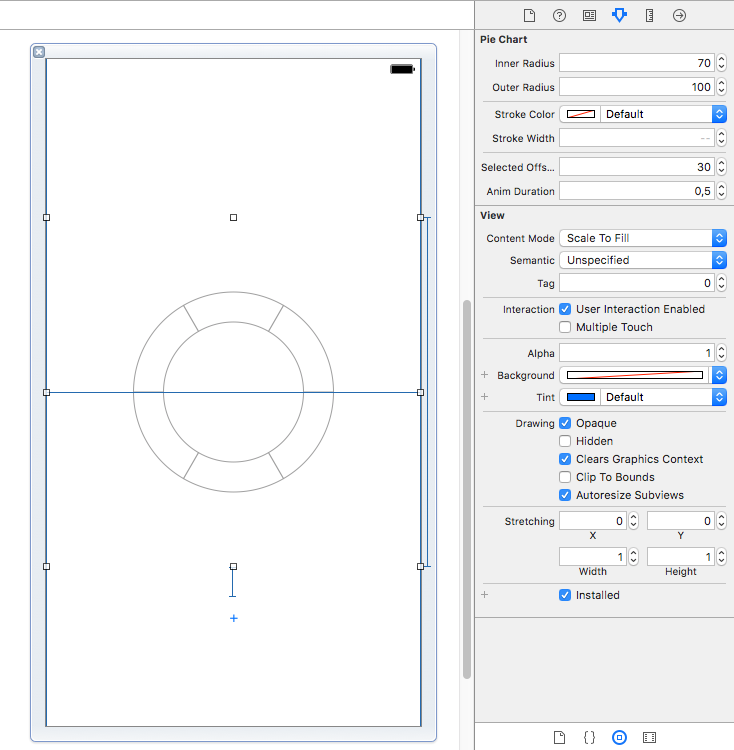 Pie Chart
Inner Radius 70
Outer Radius 100
Stroke Color Default
Stroke Width --
Selected Offs... 30
Anim Duration 0,5
View
Content Mode Scale To Fill
Semantic Unspecified
Tag 0
Interaction User Interaction Enabled
Multiple Touch
Alpha 1
+ Background
+ Tint Default
Drawing Opaque
Hidden
Clears Graphics Context
Clip To Bounds
Autoresize Subviews
Stretching 0 0
X Y
1 1
Width Height
+ Installed
+